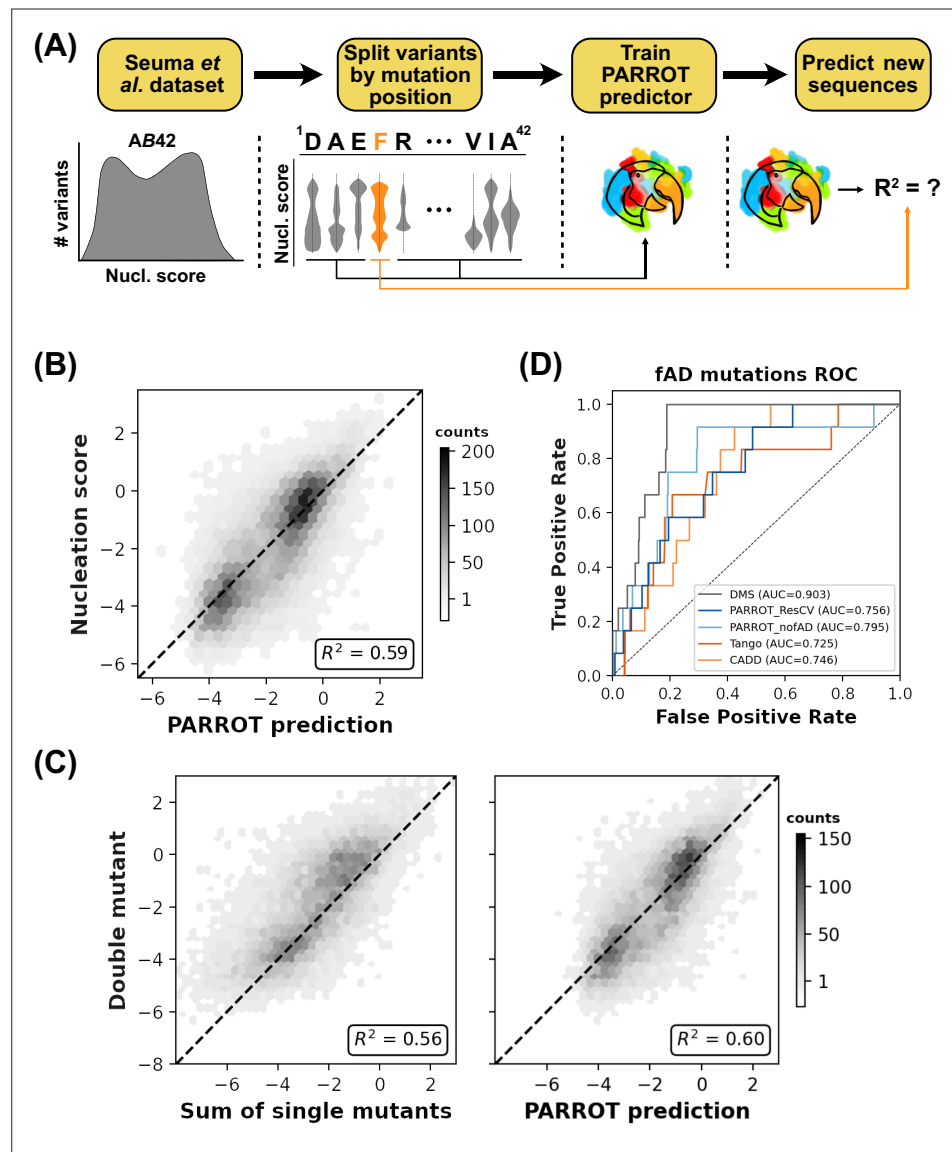 (A)
Seuma et al. dataset
Split variants by mutation position
Train PARROT predictor
Predict new sequences
AB42
# variants
Nucl. score
1DAEFR ••• VIA42
Nucl. score
•••
R2 = ?
(B)
Nucleation score
2
0
−2
−4
−6
−6 −4 −2 0 2
PARROT prediction
counts
200
150
100
50
1
R2 = 0.59
(D)
fAD mutations ROC
True Positive Rate
1.0
0.8
0.6
0.4
0.2
0.0
0.0 0.2 0.4 0.6 0.8 1.0
False Positive Rate
DMS (AUC=0.903)
PARROT_ResCV (AUC=0.756)
PARROT_nofAD (AUC=0.795)
Tango (AUC=0.725)
CADD (AUC=0.746)
(C)
Double mutant
2
0
−2
−4
−6
−8
−6 −4 −2 0 2
Sum of single mutants
R2 = 0.56
−6 −4 −2 0 2
PARROT prediction
R2 = 0.60
counts
150
100
50
1